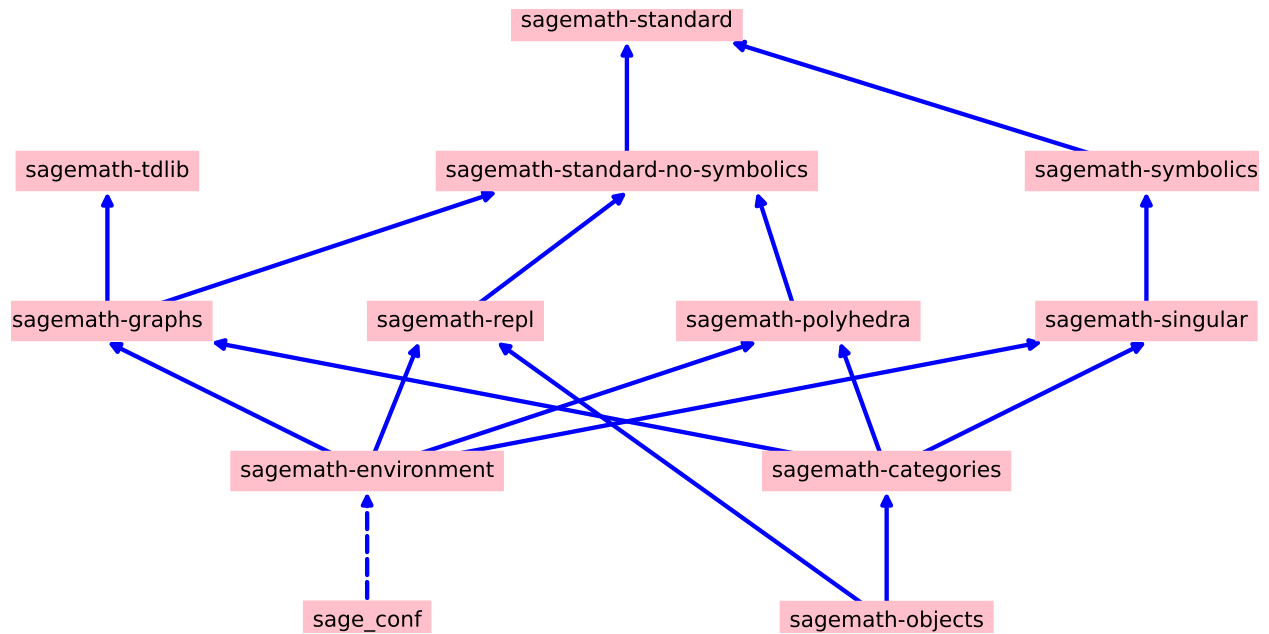 sagemath-standard
sagemath-tdlib
sagemath-standard-no-symbolics
sagemath-symbolics
sagemath-graphs
sagemath-repl
sagemath-polyhedra
sagemath-singular
sagemath-environment
sagemath-categories
sage_conf
sagemath-objects